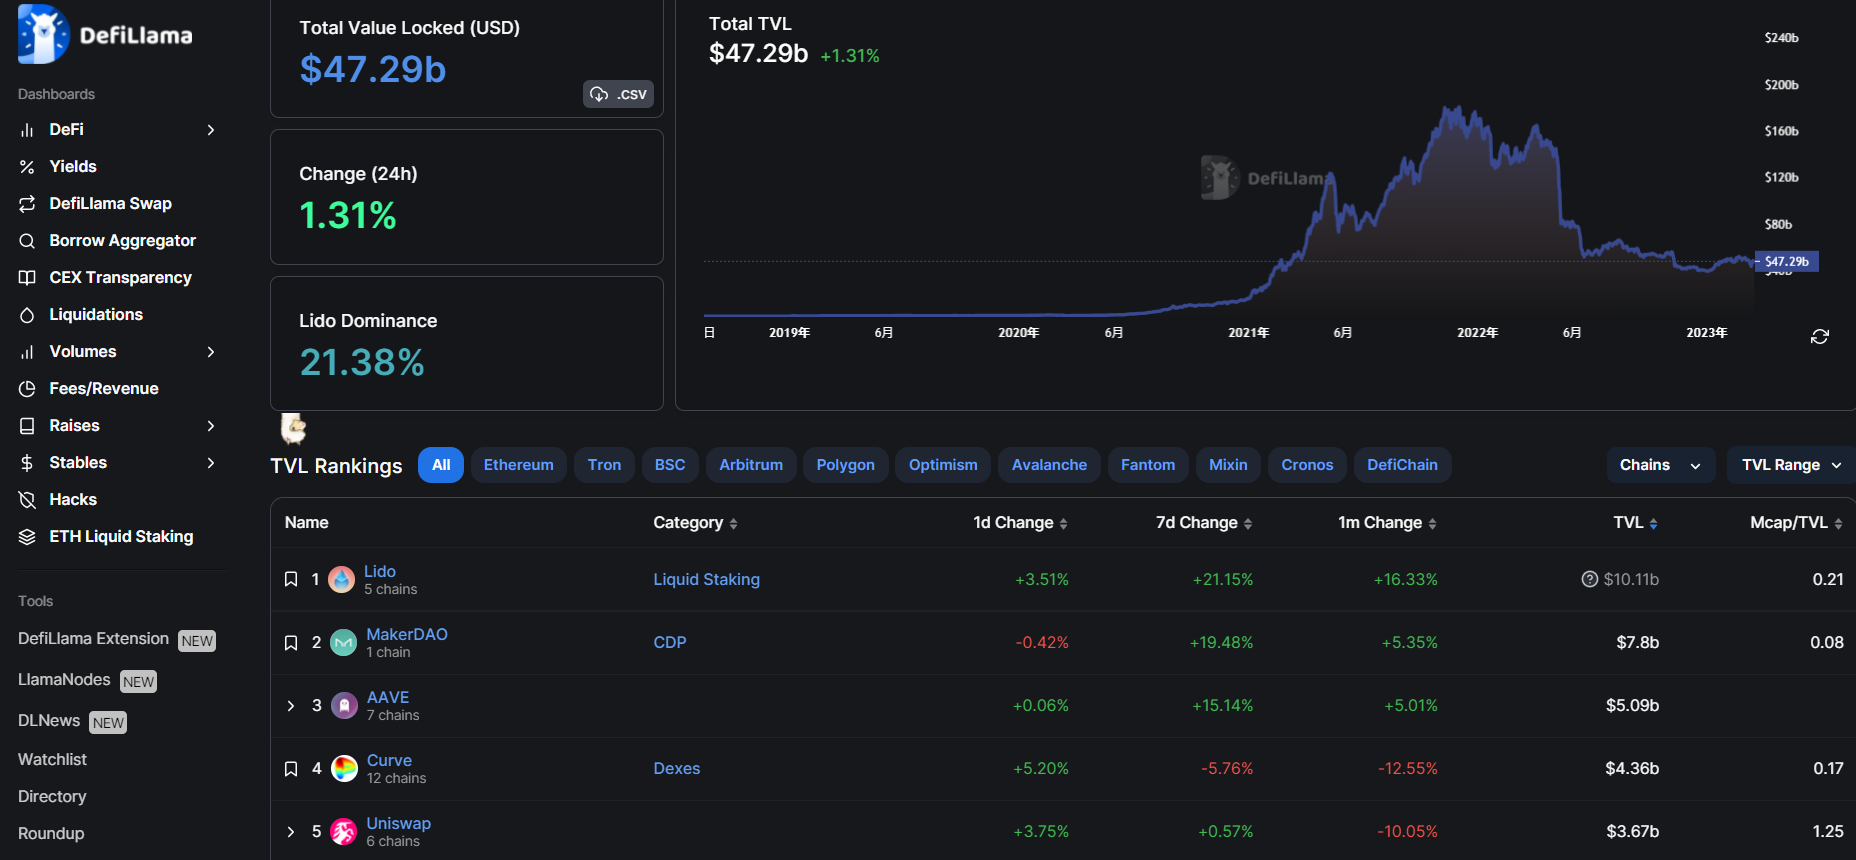 DefiLlama
Dashboards
DeFi
Yields
DefiLlama Swap
Borrow Aggregator
CEX Transparency
Liquidations
Volumes
Fees/Revenue
Raises
Stables
Hacks
ETH Liquid Staking
Tools
DefiLlama Extension NEW
LlamaNodes NEW
DLNews NEW
Watchlist
Directory
Roundup
Total Value Locked (USD)
$47.29b
.CSV
Change (24h)
1.31%
Lido Dominance
21.38%
Total TVL
$47.29b +1.31%
DefiLlama
$240b
$200b
$160b
$120b
$80b
$47.29b
日 2019年 6月 2020年 6月 2021年 6月 2022年 6月 2023年
TVL Rankings All Ethereum Tron BSC Arbitrum Polygon Optimism Avalanche Fantom Mixin Cronos DefiChain Chains TVL Range
Name Category 1d Change 7d Change 1m Change TVL Mcap/TVL
1 Lido Liquid Staking +3.51% +21.15% +16.33% $10.11b 0.21
5 chains
2 MakerDAO CDP -0.42% +19.48% +5.35% $7.8b 0.08
1 chain
3 AAVE +0.06% +15.14% +5.01% $5.09b
7 chains
4 Curve Dexes +5.20% -5.76% -12.55% $4.36b 0.17
12 chains
5 Uniswap +3.75% +0.57% -10.05% $3.67b 1.25
6 chains